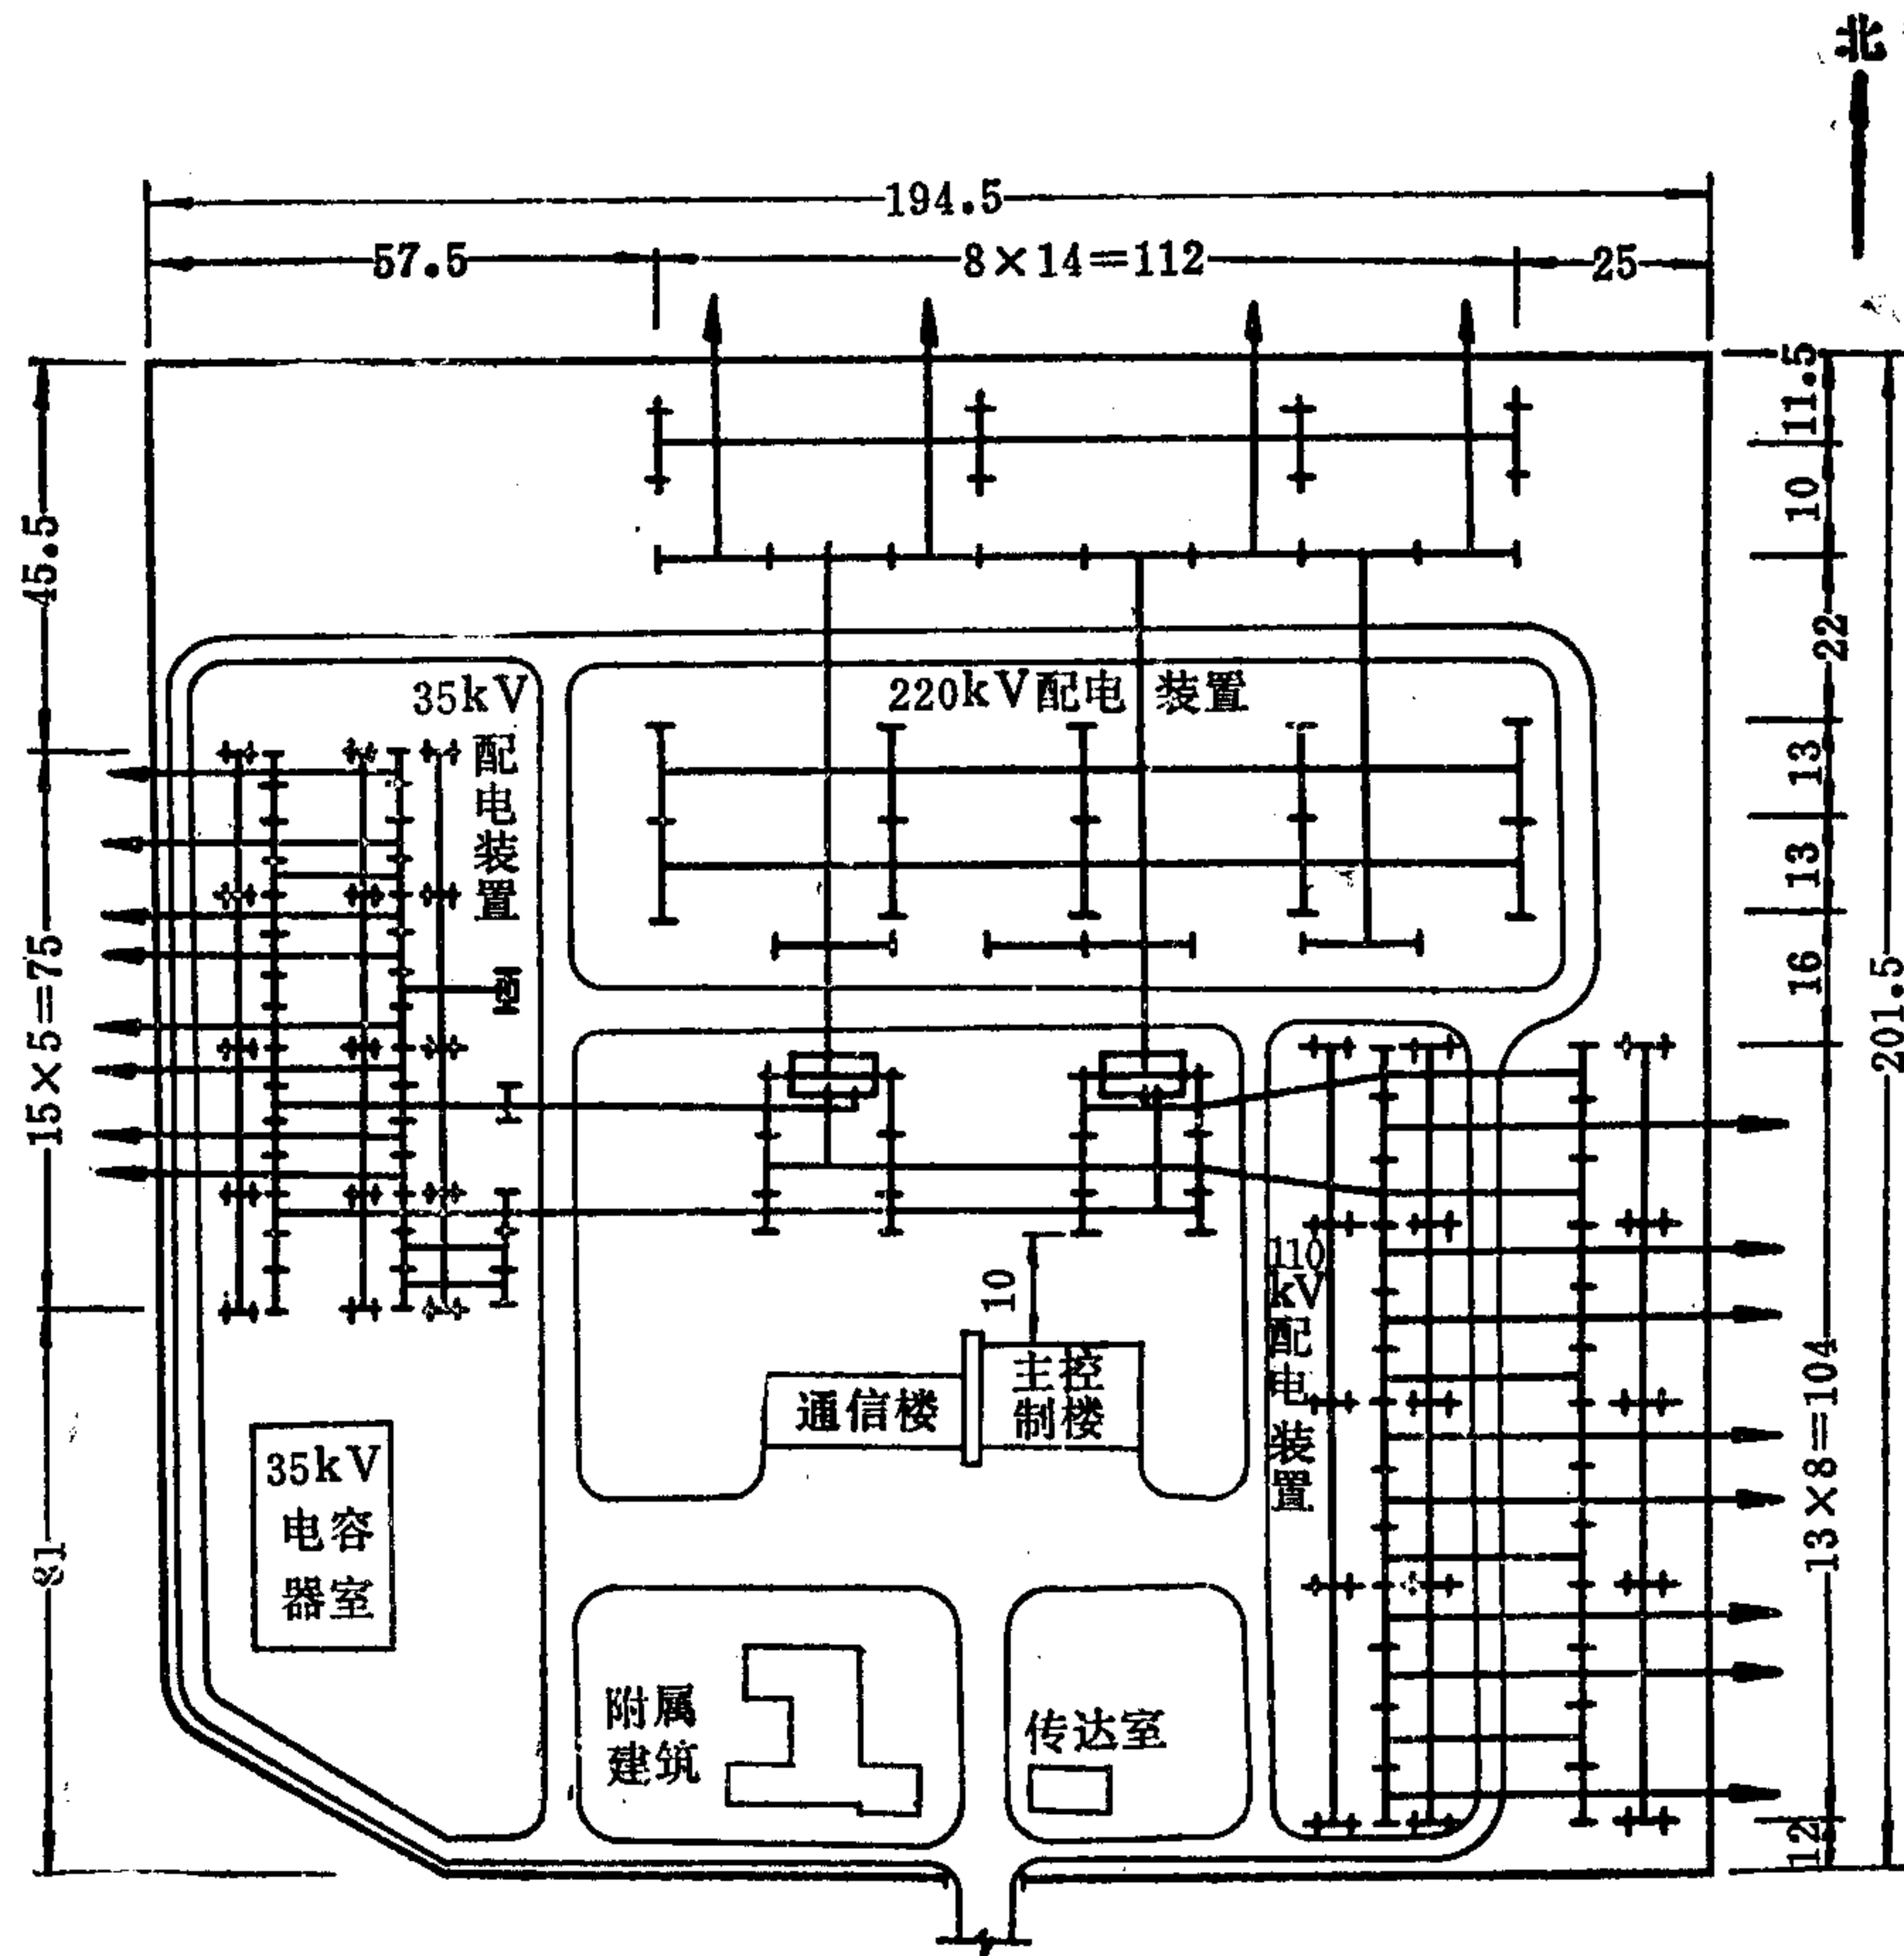 北
194.5
57.5
8×14=112
25
45.5
15×5=75
81
11.5
10
22
13
13
16
13×8=104
12
201.5
35kV
配
电
装
置
220kV配电 装置
10
110
kV
配
电
装
置
通信楼
主控
制楼
35kV
电容
器室
附属
建筑
传达室